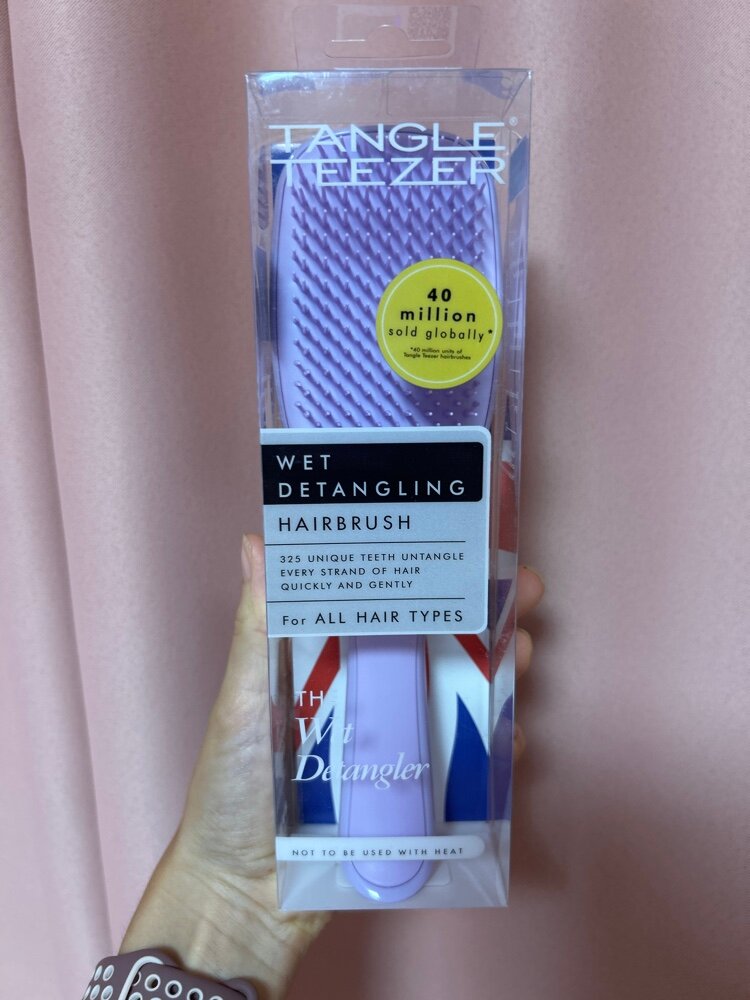 TANGLE®
TEEZER
40
million
sold globally*
*40 million units of
Tangle Teezer hairbrushes
WET
DETANGLING
HAIRBRUSH
325 UNIQUE TEETH UNTANGLE
EVERY STRAND OF HAIR
QUICKLY AND GENTLY
For ALL HAIR TYPES
THE
Wet
Detangler
NOT TO BE USED WITH HEAT